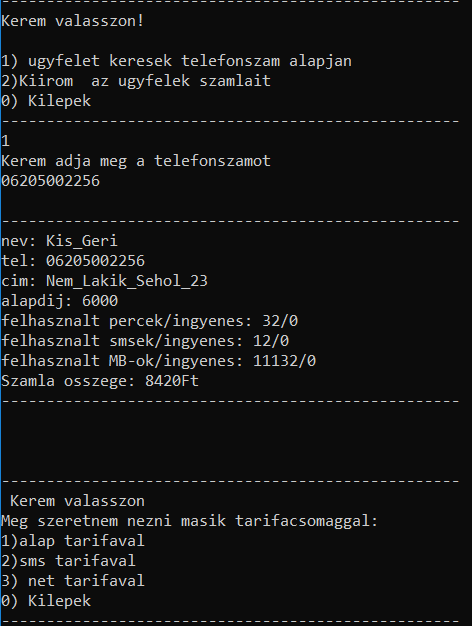 ----------------------------------------------------
Kerem valasszon!
1) ugyfelet keresek telefonszam alapjan
2)Kiirom  az ugyfelek szamlait
0) Kilepek
----------------------------------------------------
1
Kerem adja meg a telefonszamot
06205002256
----------------------------------------------------
nev: Kis_Geri
tel: 06205002256
cim: Nem_Lakik_Sehol_23
alapdij: 6000
felhasznalt percek/ingyenes: 32/0
felhasznalt smsek/ingyenes: 12/0
felhasznalt MB-ok/ingyenes: 11132/0
Szamla osszege: 8420Ft
----------------------------------------------------
----------------------------------------------------
 Kerem valasszon
Meg szeretnem nezni masik tarifacsomaggal:
1)alap tarifaval
2)sms tarifaval
3) net tarifaval
0) Kilepek
----------------------------------------------------